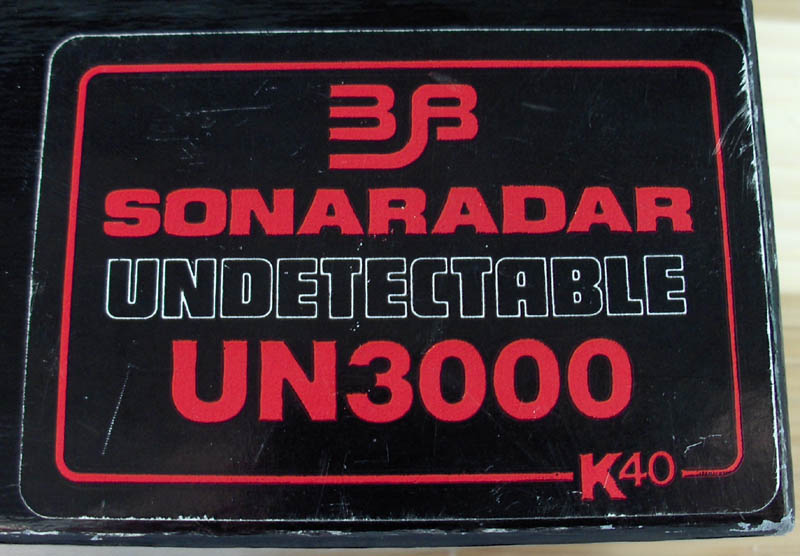 SONARADAR
UNDETECTABLE
UN3000
K40